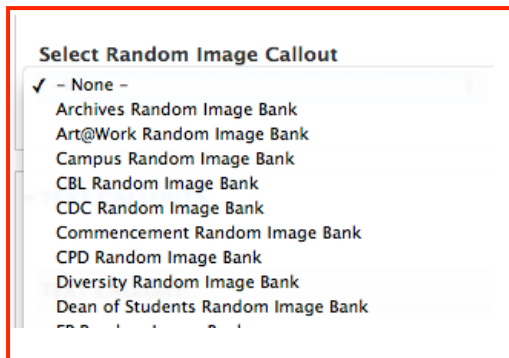 Select Random Image Callout
✓ – None –
Archives Random Image Bank
Art@Work Random Image Bank
Campus Random Image Bank
CBL Random Image Bank
CDC Random Image Bank
Commencement Random Image Bank
CPD Random Image Bank
Diversity Random Image Bank
Dean of Students Random Image Bank